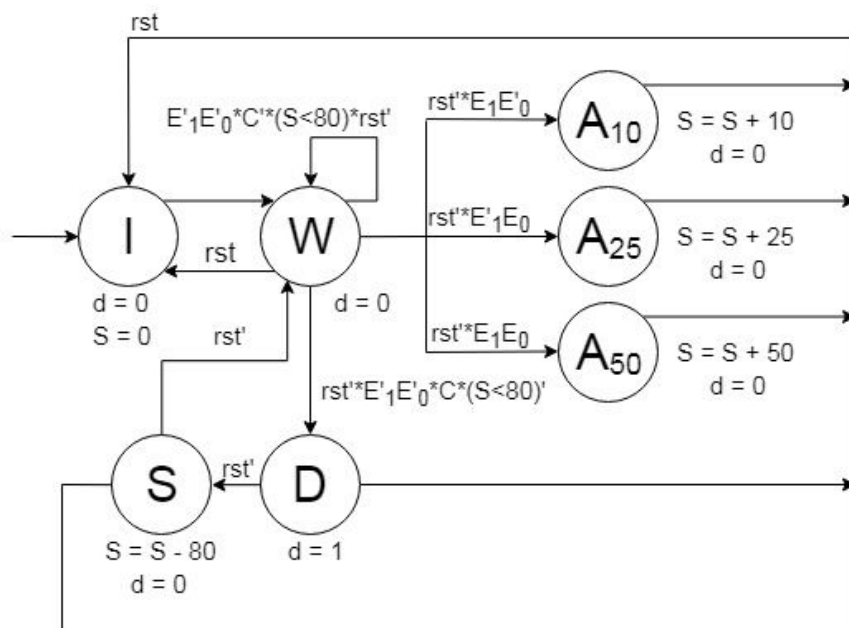 rst
E'₁E'₀*C'*(S<80)*rst'
rst'*E₁E'₀
A₁₀
S = S + 10
d = 0
I
W
rst'*E'₁E₀
A₂₅
S = S + 25
d = 0
rst
d = 0
S = 0
d = 0
rst'
rst'*E₁E₀
A₅₀
S = S + 50
d = 0
rst'*E'₁E'₀*C*(S<80)'
S
rst'
D
S = S - 80
d = 0
d = 1